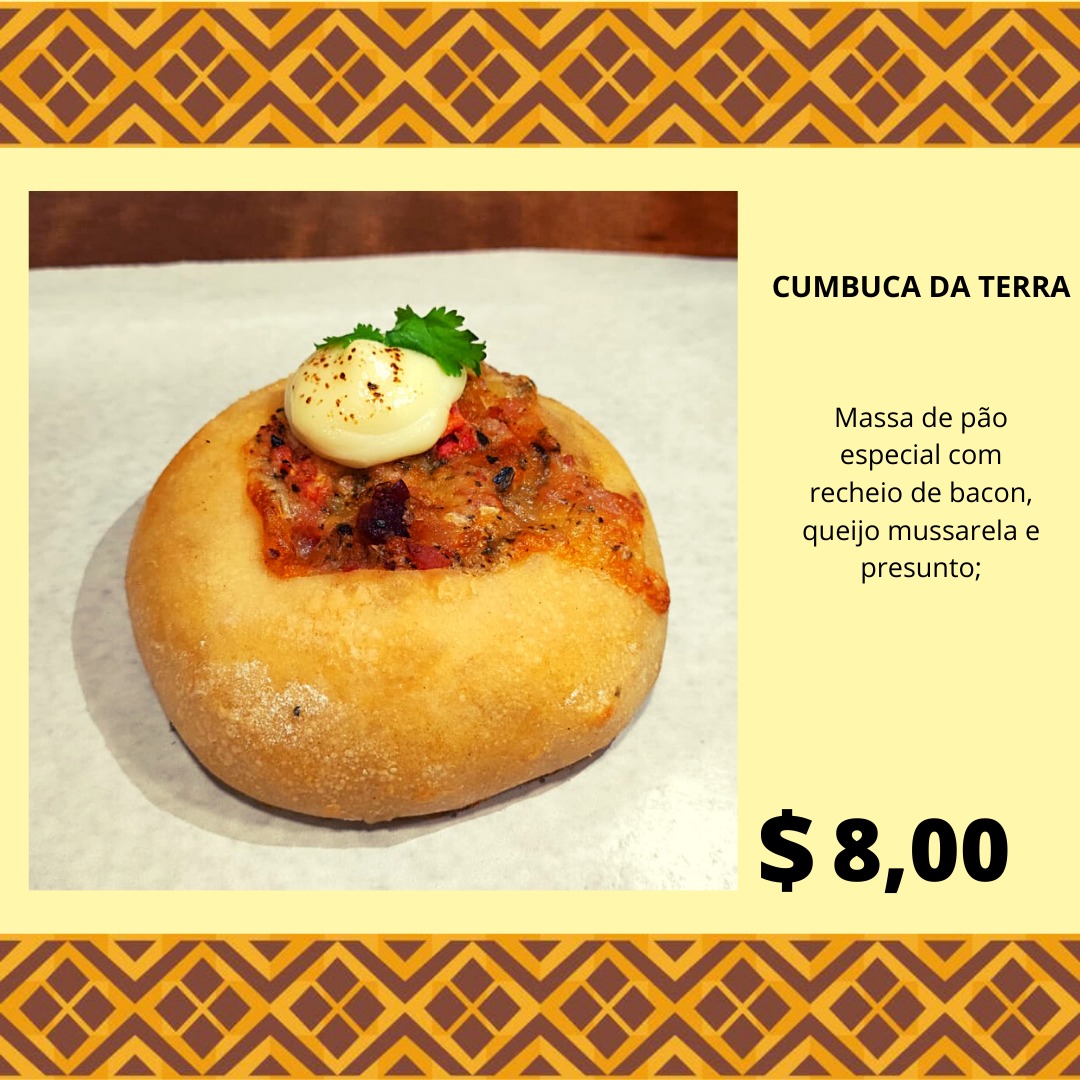 CUMBUCA DA TERRA
Massa de pão
especial com
recheio de bacon,
queijo mussarela e
presunto;
$ 8,00